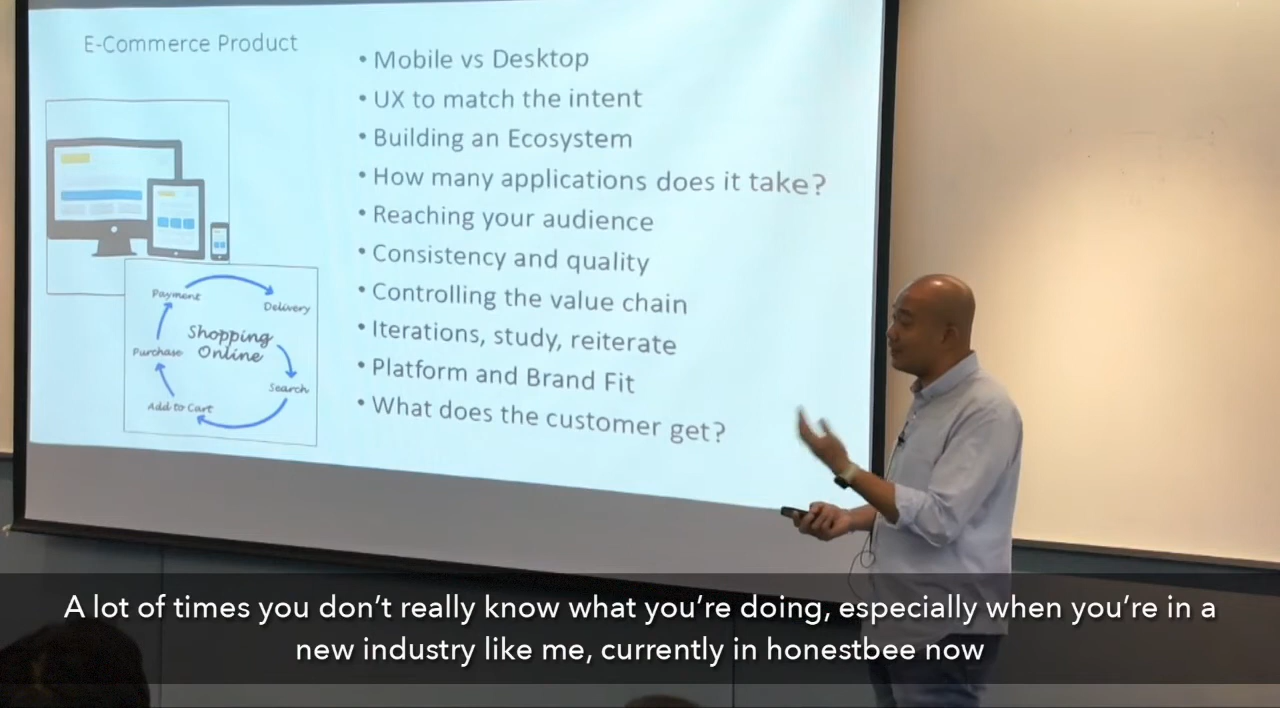 E-Commerce Product
• Mobile vs Desktop
• UX to match the intent
• Building an Ecosystem
• How many applications does it take?
• Reaching your audience
• Consistency and quality
• Controlling the value chain
• Iterations, study, reiterate
• Platform and Brand Fit
• What does the customer get?
Payment
Delivery
Shopping
Online
Purchase
Search
Add to Cart
A lot of times you don’t really know what you’re doing, especially when you’re in a
new industry like me, currently in honestbee now